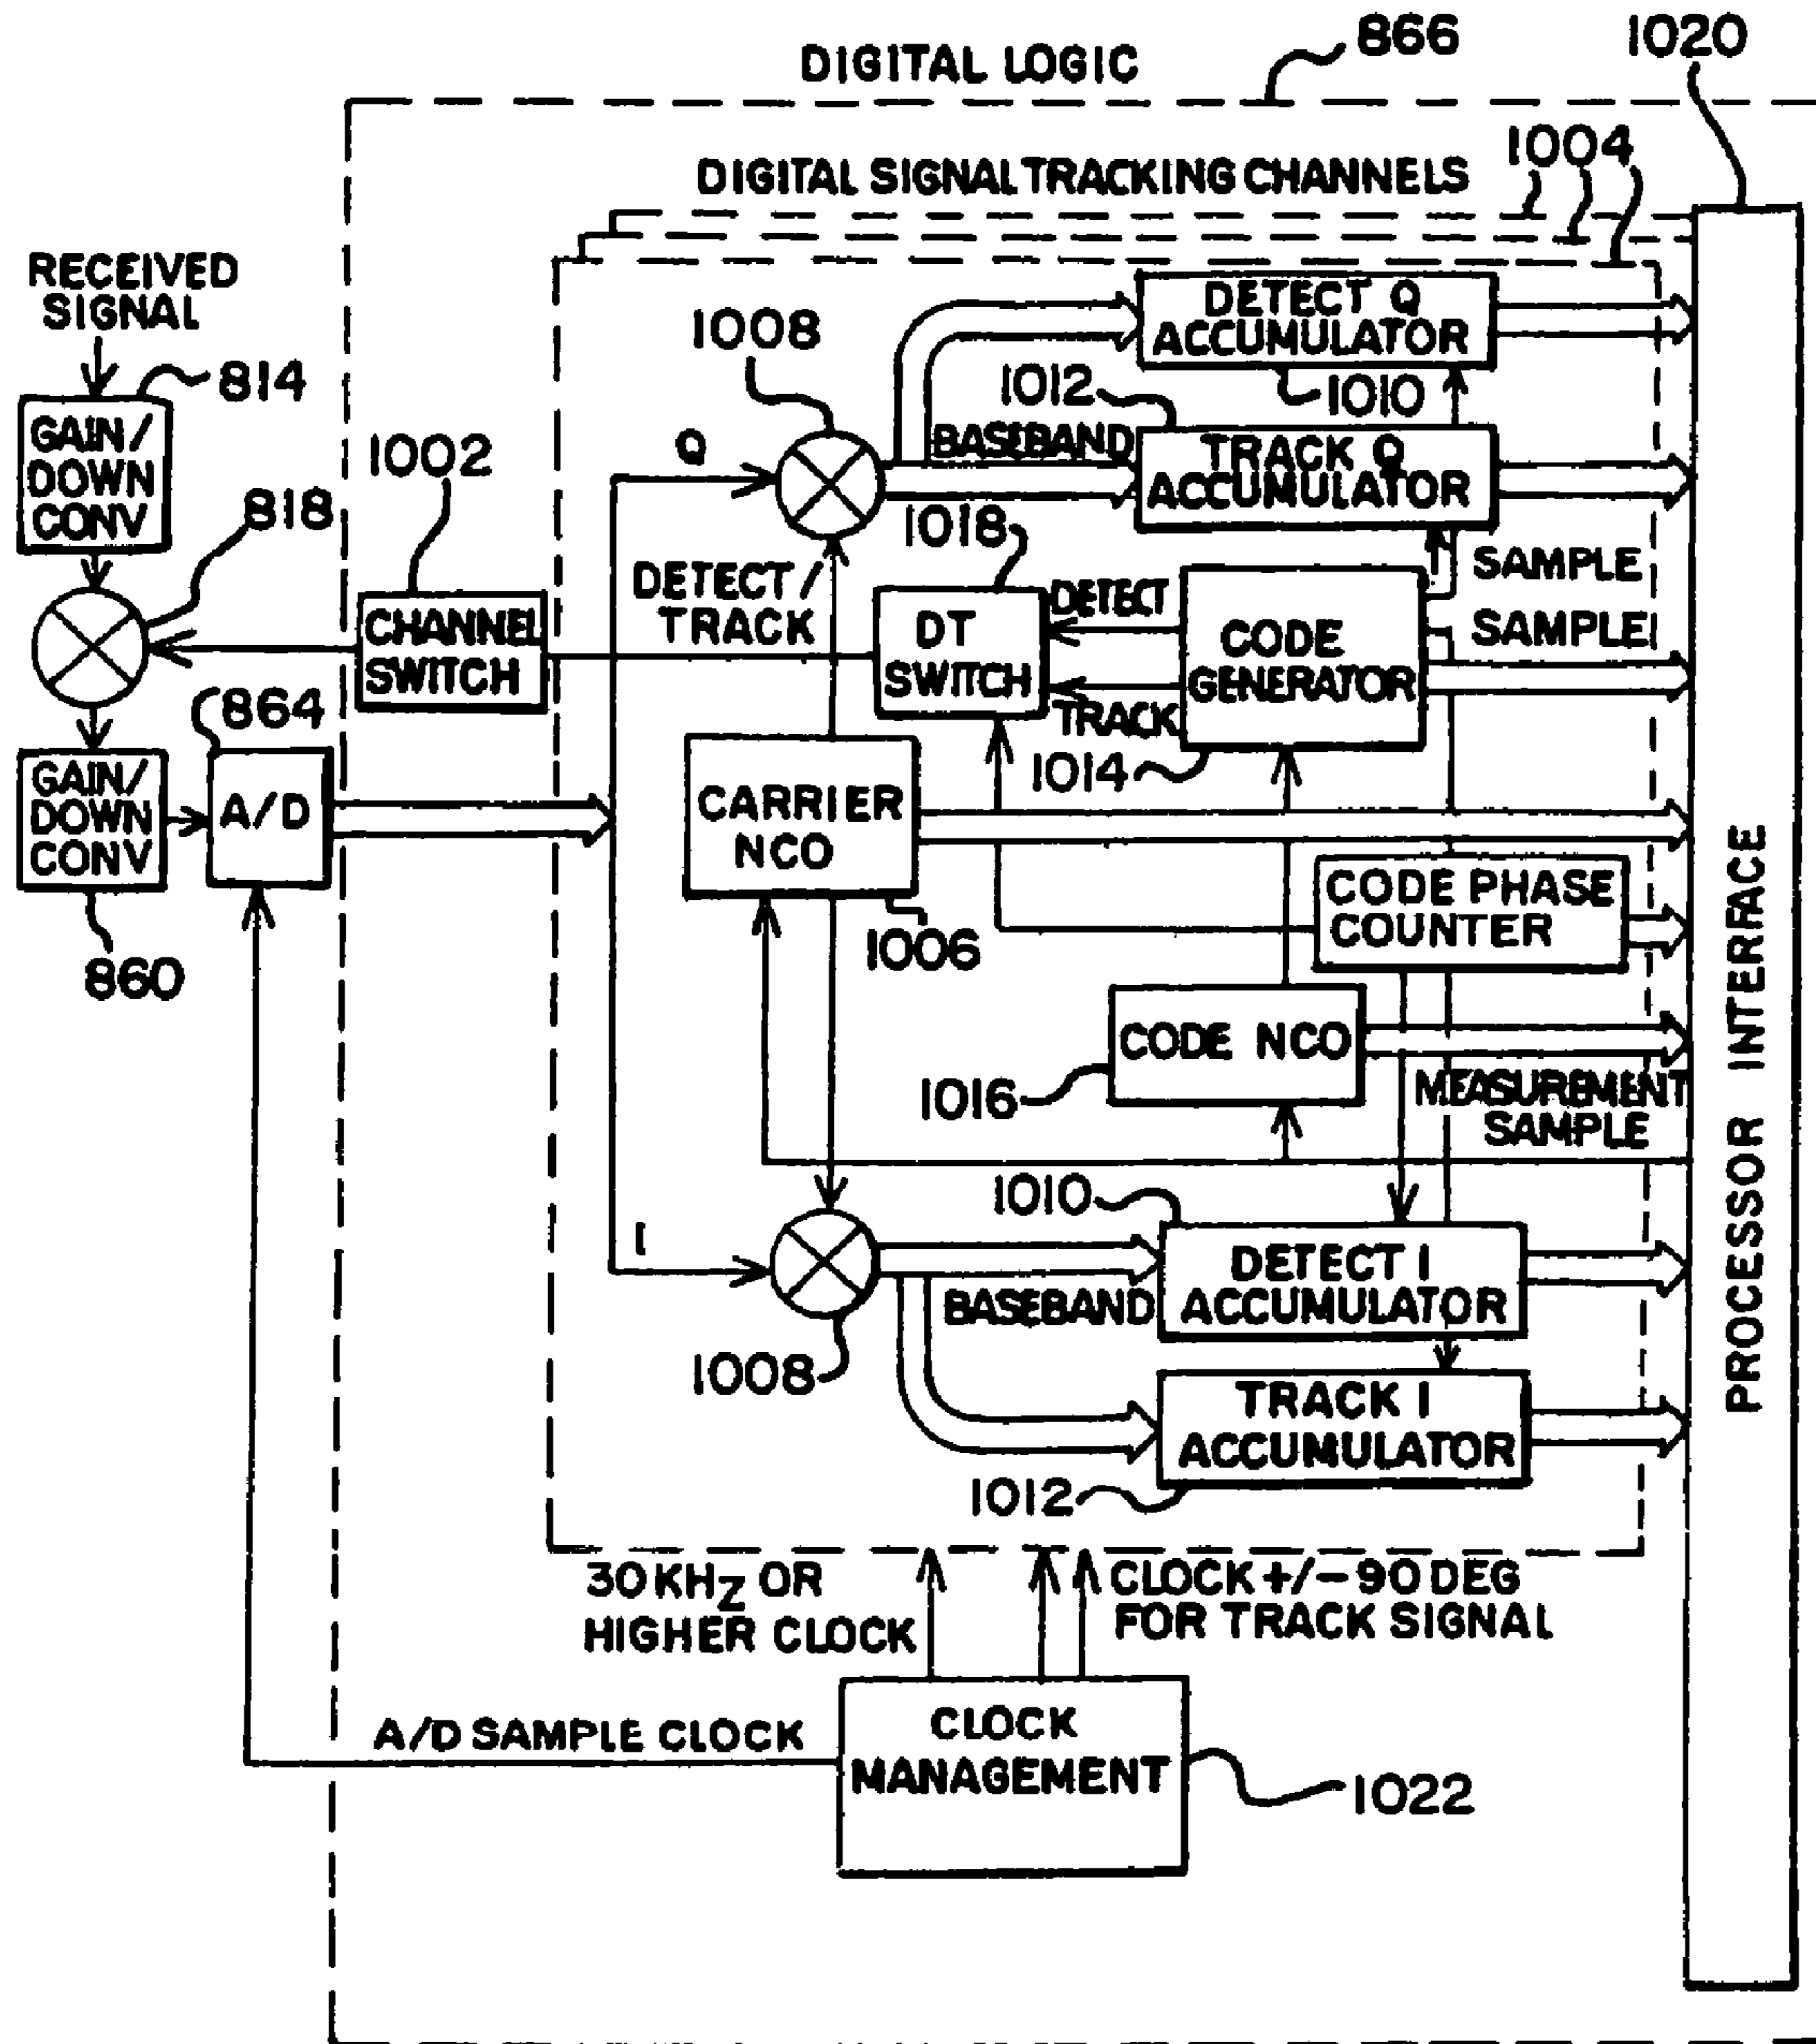 DIGITAL LOGIC
866
1020
DIGITAL SIGNAL TRACKING CHANNELS
1004
RECEIVED
SIGNAL
814
GAIN/
DOWN
CONV
818
1002
CHANNEL
SWITCH
864
A/D
GAIN/
DOWN
CONV
860
1008
Q
DETECT Q
ACCUMULATOR
1010
1012
BASEBAND
TRACK Q
ACCUMULATOR
1018
DETECT/
TRACK
DT
SWITCH
DETECT
TRACK
CODE
GENERATOR
1014
SAMPLE
SAMPLE
CARRIER
NCO
1006
CODE PHASE
COUNTER
CODE NCO
1016
MEASUREMENT
SAMPLE
PROCESSOR INTERFACE
I
1008
1010
BASEBAND
DETECT I
ACCUMULATOR
TRACK I
ACCUMULATOR
1012
30 KHZ OR
HIGHER CLOCK
CLOCK +/- 90 DEG
FOR TRACK SIGNAL
A/D SAMPLE CLOCK
CLOCK
MANAGEMENT
1022